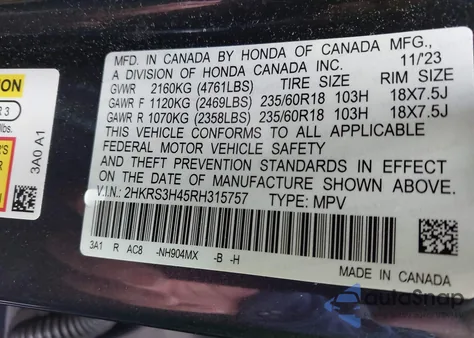 MFD. IN CANADA BY HONDA OF CANADA MFG.,
A DIVISION OF HONDA CANADA INC. 11/'23
GVWR 2160KG (4761LBS) TIRE SIZE RIM SIZE
GAWR F 1120KG (2469LBS) 235/60R18 103H 18X7.5J
GAWR R 1070KG (2358LBS) 235/60R18 103H 18X7.5J
THIS VEHICLE CONFORMS TO ALL APPLICABLE
FEDERAL MOTOR VEHICLE SAFETY
AND THEFT PREVENTION STANDARDS IN EFFECT
ON THE DATE OF MANUFACTURE SHOWN ABOVE.
V.I.N.: 2HKRS3H45RH315757 TYPE: MPV
3A1 R AC8 -NH904MX -B -H
MADE IN CANADA
3A0 A1
R 3
lbs.
AutoSnap